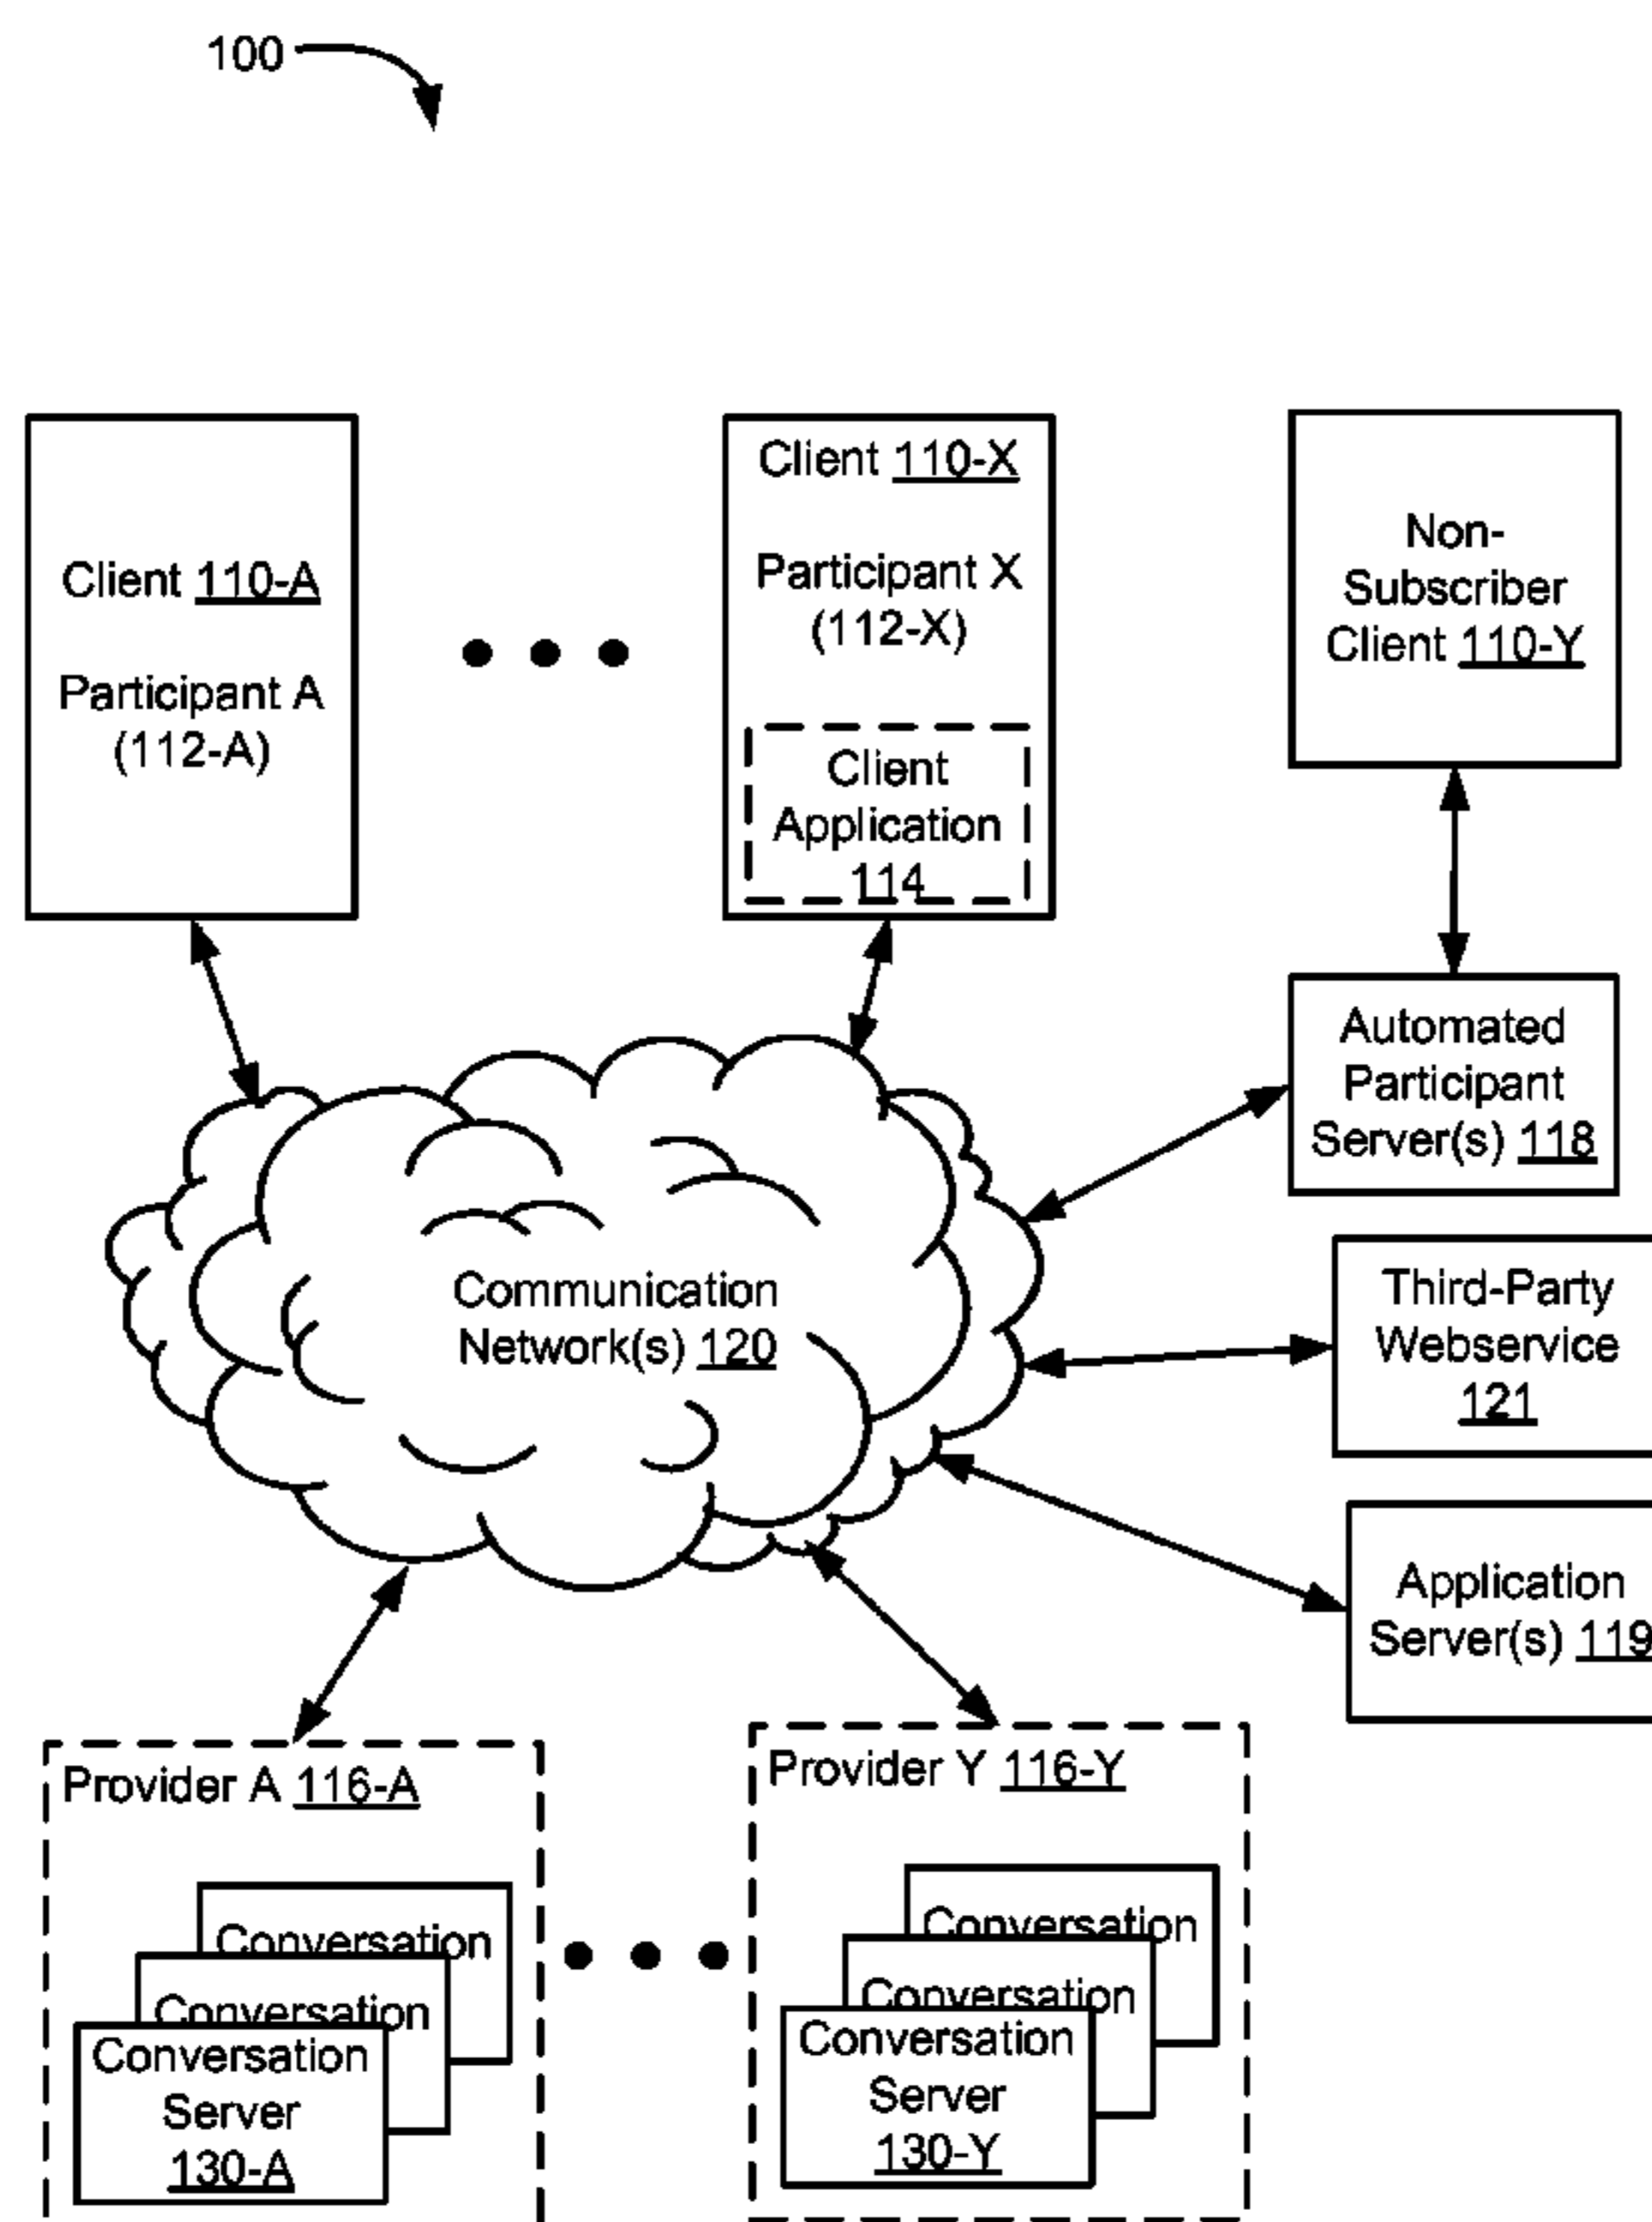 100
Client 110-A
Participant A
(112-A)
Client 110-X
Participant X
(112-X)
Client
Application
114
Non-
Subscriber
Client 110-Y
Automated
Participant
Server(s) 118
Third-Party
Webservice
121
Application
Server(s) 119
Communication
Network(s) 120
Provider A 116-A
Conversation
Conversation
Conversation
Server
130-A
Provider Y 116-Y
Conversation
Conversation
Conversation
Server
130-Y